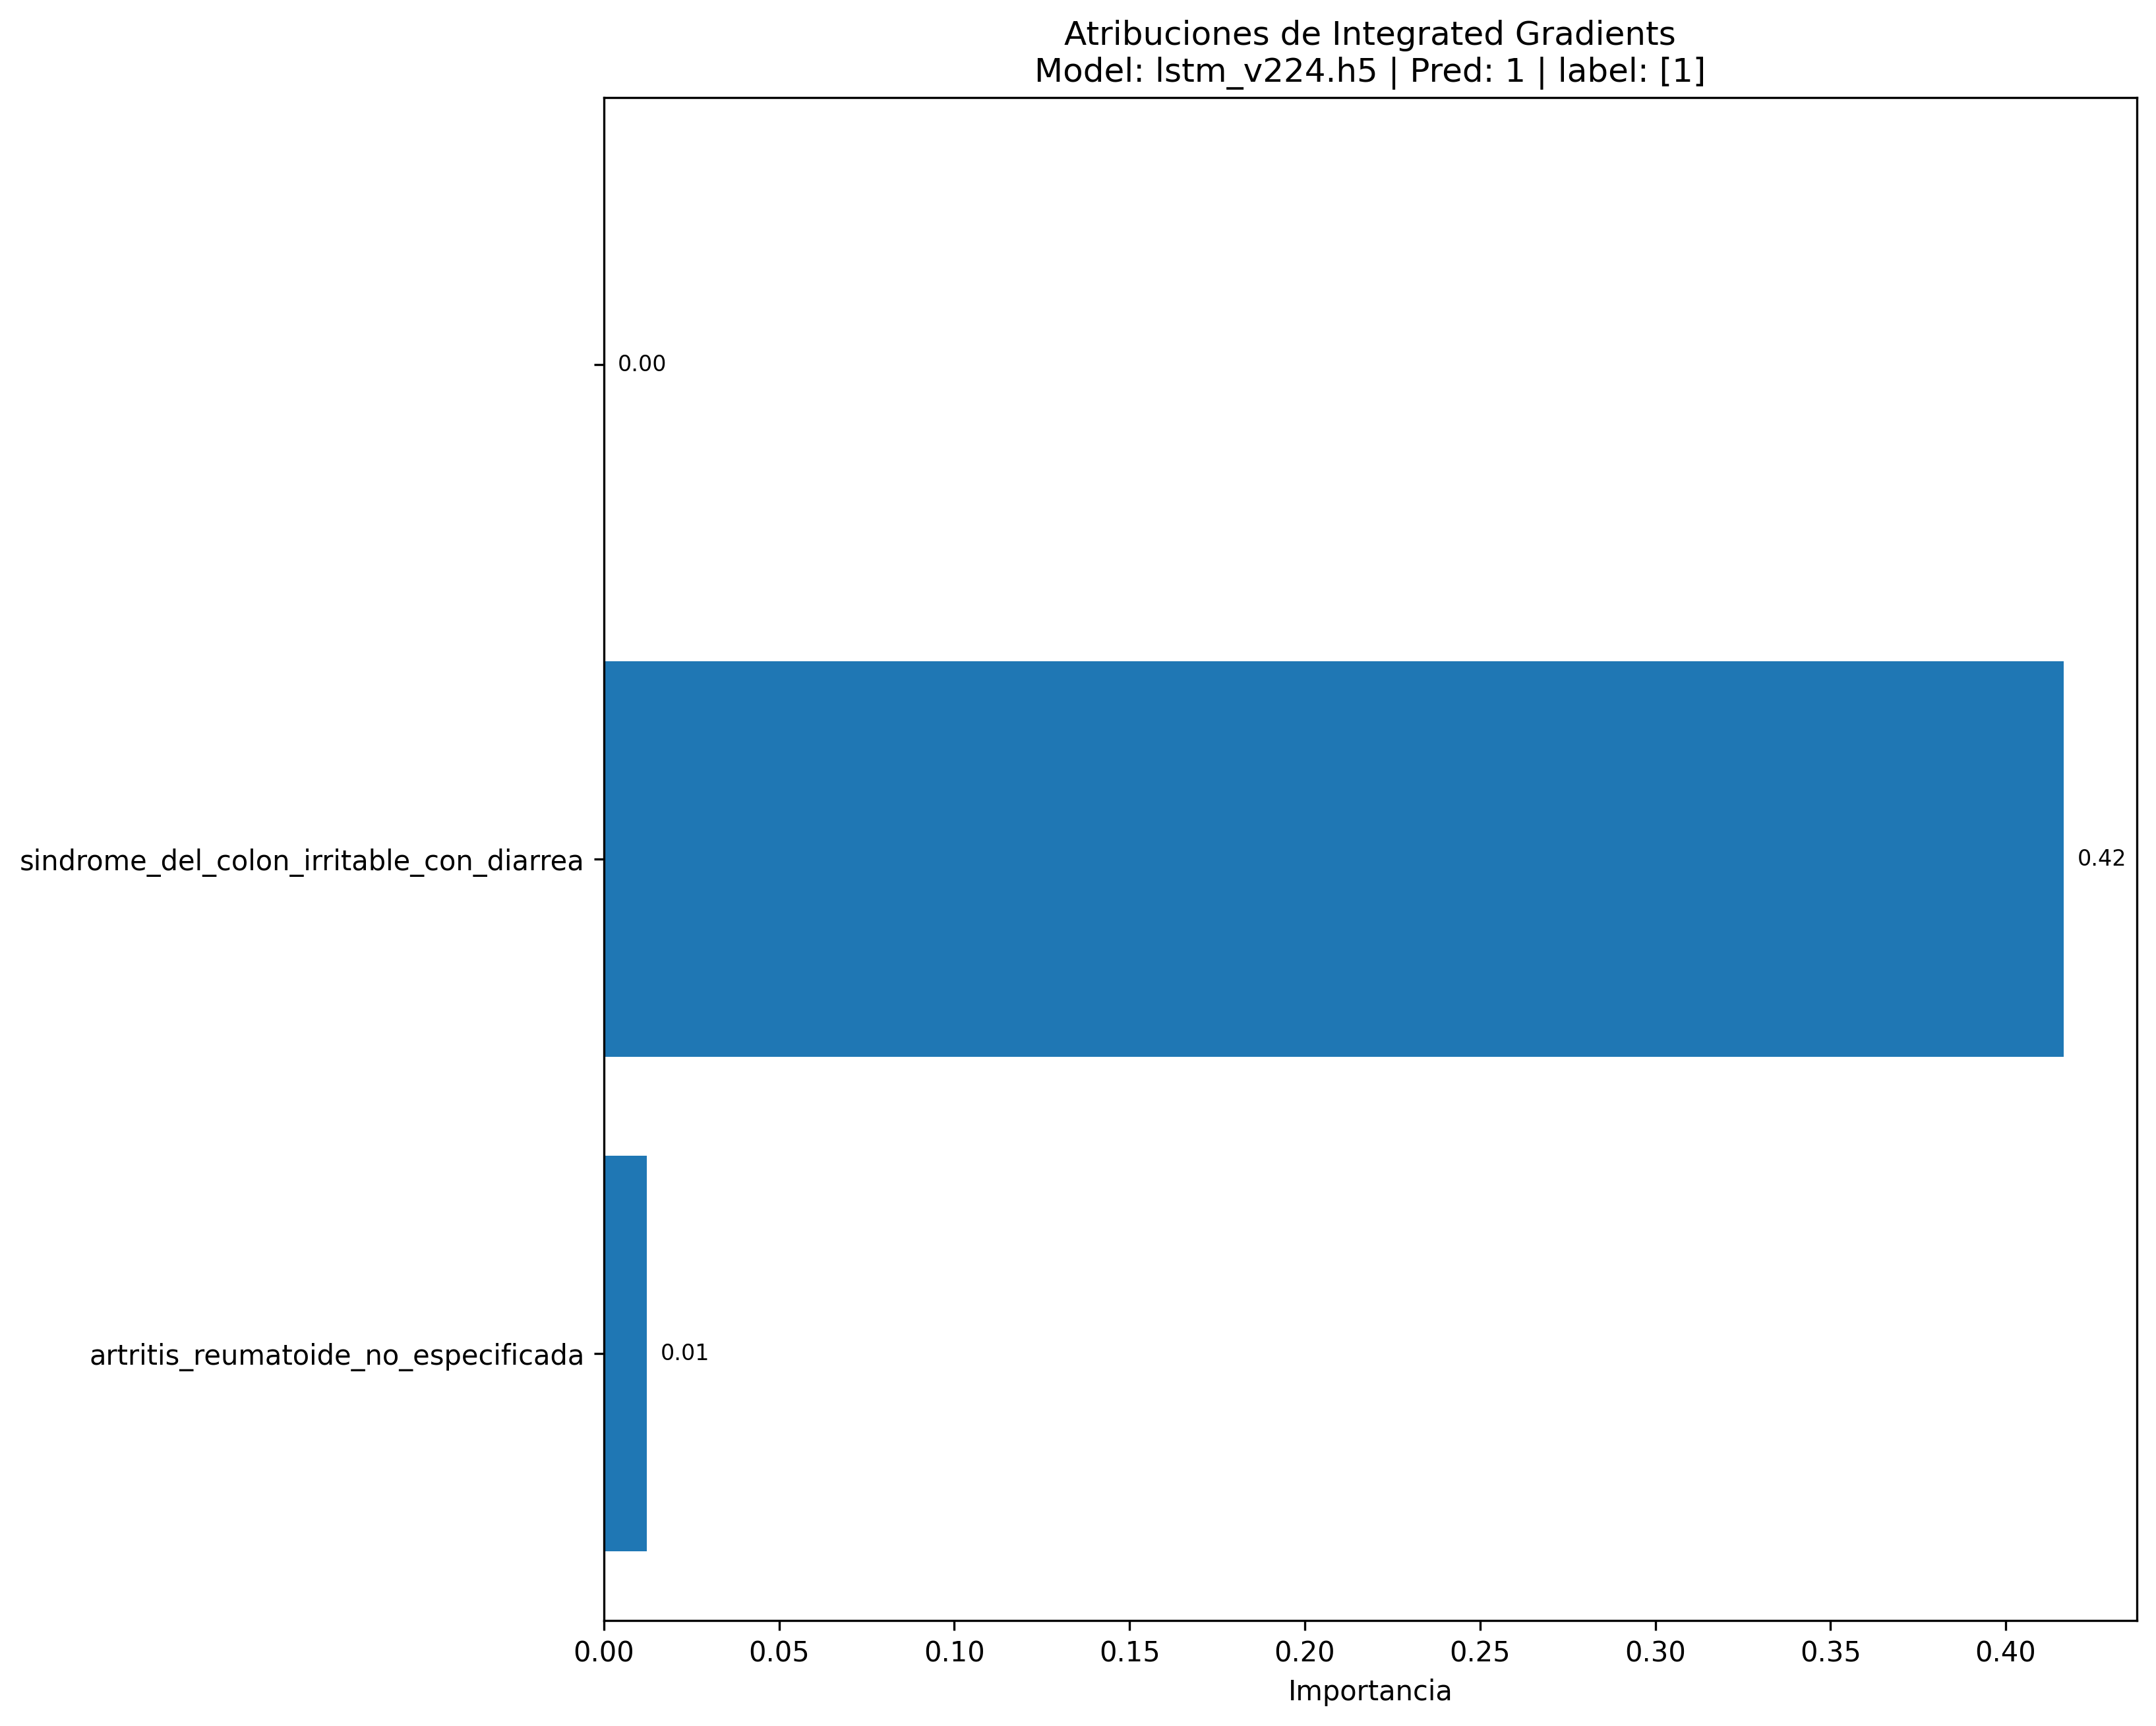 Atribuciones de Integrated Gradients
Model: lstm_v224.h5 | Pred: 1 | label: [1]
0.00
sindrome_del_colon_irritable_con_diarrea
0.42
artritis_reumatoide_no_especificada
0.01
0.00 0.05 0.10 0.15 0.20 0.25 0.30 0.35 0.40
Importancia